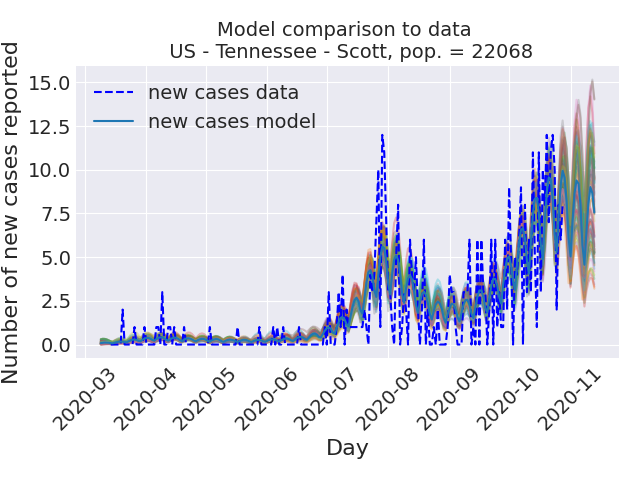 Model comparison to data
US - Tennessee - Scott, pop. = 22068
new cases data
new cases model
Number of new cases reported
15.0
12.5
10.0
7.5
5.0
2.5
0.0
2020-03
2020-04
2020-05
2020-06
2020-07
2020-08
2020-09
2020-10
2020-11
Day